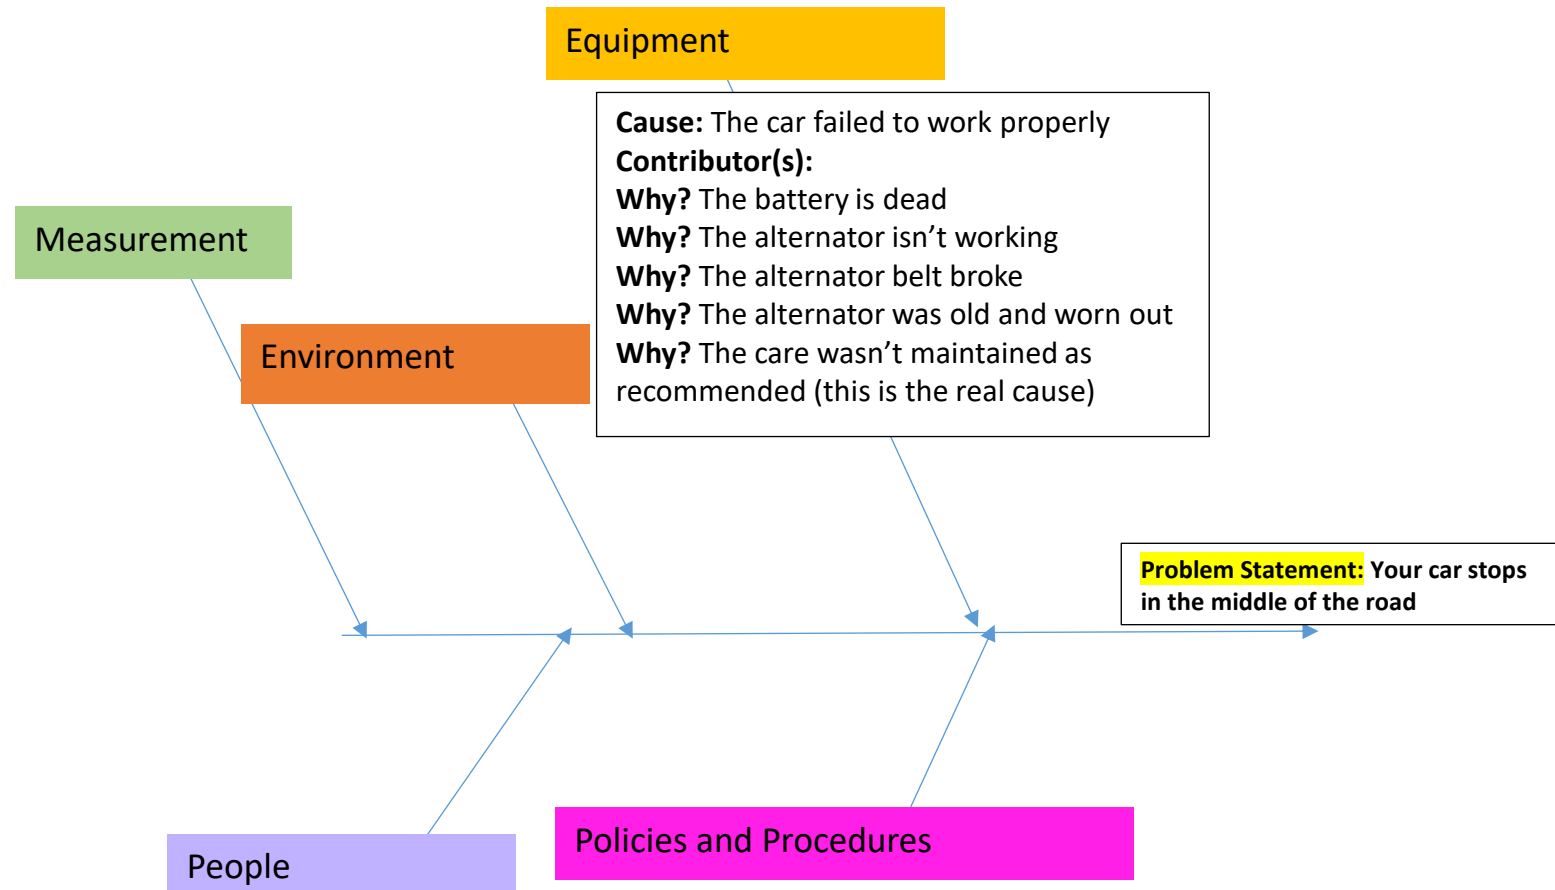 Equipment
Cause: The car failed to work properly
Contributor(s):
Why? The battery is dead
Why? The alternator isn’t working
Why? The alternator belt broke
Why? The alternator was old and worn out
Why? The care wasn’t maintained as
recommended (this is the real cause)
Measurement
Environment
Problem Statement: Your car stops
in the middle of the road
People
Policies and Procedures